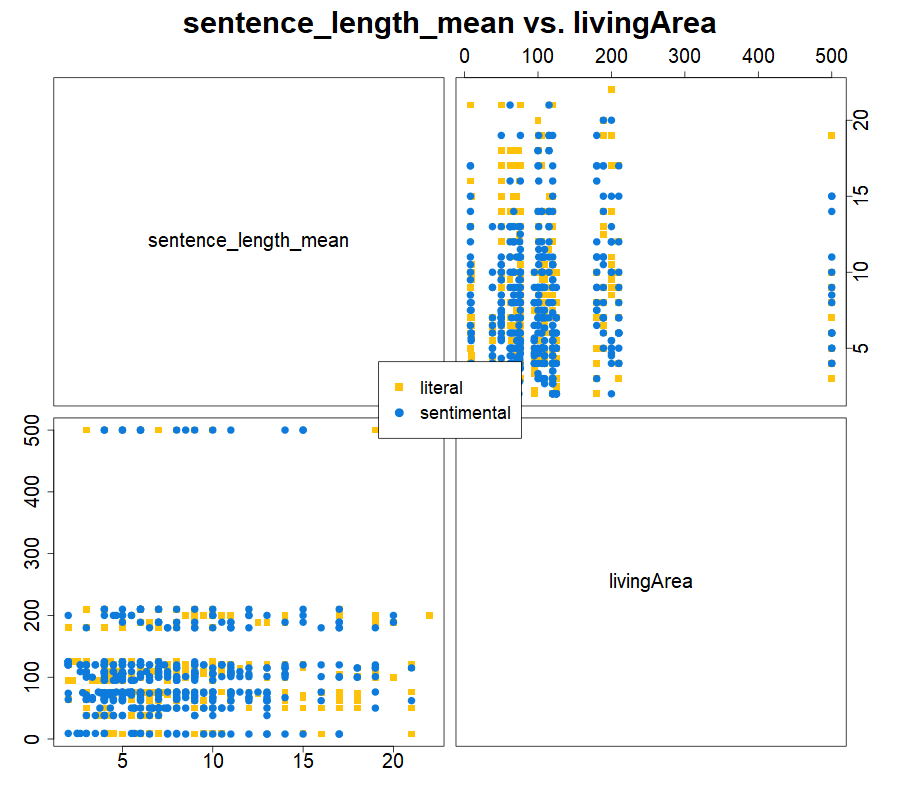 sentence_length_mean vs. livingArea
0 100 200 300 400 500
sentence_length_mean
20
15
10
5
literal
sentimental
500
400
300
200
100
0
livingArea
5 10 15 20